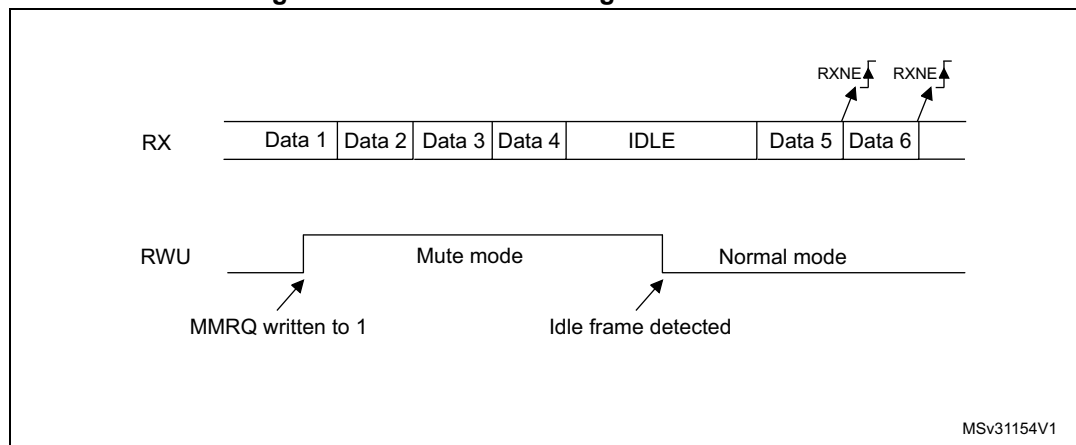 RXNE RXNE
RX Data 1 Data 2 Data 3 Data 4 IDLE Data 5 Data 6
RWU Mute mode Normal mode
MMRQ written to 1 Idle frame detected
MSv31154V1